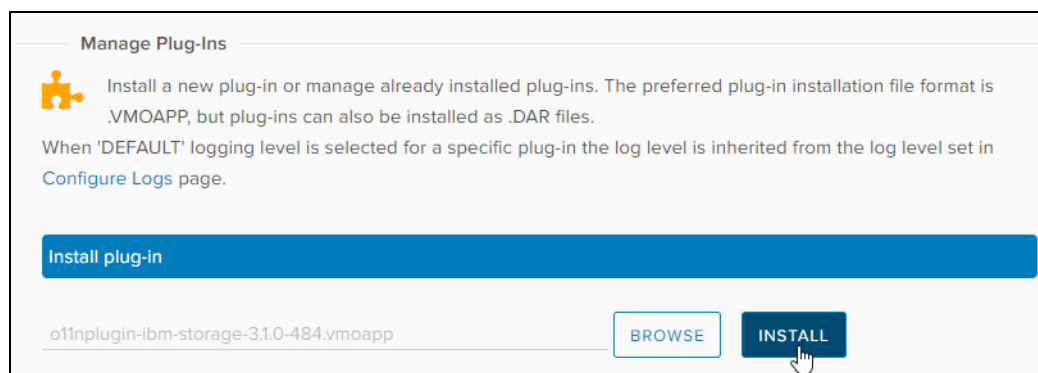 Manage Plug-Ins
Install a new plug-in or manage already installed plug-ins. The preferred plug-in installation file format is
.VMOAPP, but plug-ins can also be installed as .DAR files.
When 'DEFAULT' logging level is selected for a specific plug-in the log level is inherited from the log level set in
Configure Logs page.
Install plug-in
o11nplugin-ibm-storage-3.1.0-484.vmoapp BROWSE INSTALL